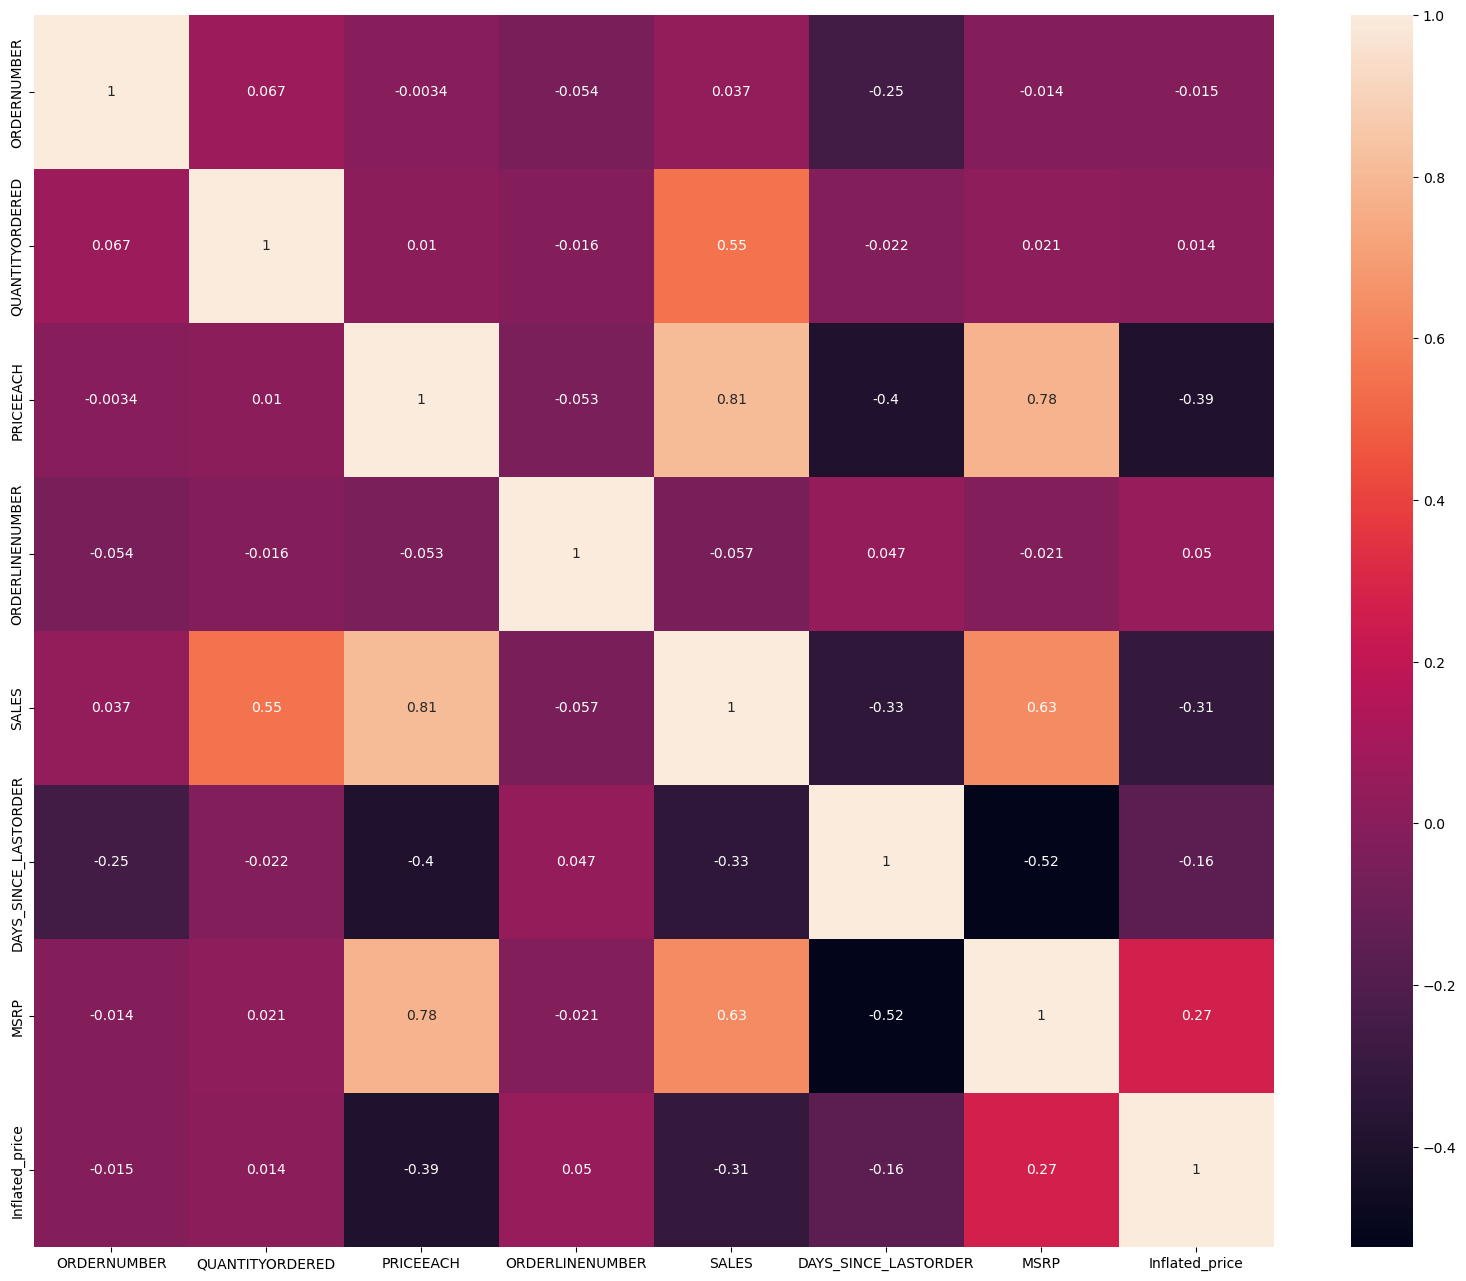 ORDERNUMBER 1 0.067 -0.0034 -0.054 0.037 -0.25 -0.014 -0.015
QUANTITYORDERED 0.067 1 0.01 -0.016 0.55 -0.022 0.021 0.014
PRICEEACH -0.0034 0.01 1 -0.053 0.81 -0.4 0.78 -0.39
ORDERLINENUMBER -0.054 -0.016 -0.053 1 -0.057 0.047 -0.021 0.05
SALES 0.037 0.55 0.81 -0.057 1 -0.33 0.63 -0.31
DAYS_SINCE_LASTORDER -0.25 -0.022 -0.4 0.047 -0.33 1 -0.52 -0.16
MSRP -0.014 0.021 0.78 -0.021 0.63 -0.52 1 0.27
Inflated_price -0.015 0.014 -0.39 0.05 -0.31 -0.16 0.27 1
ORDERNUMBER QUANTITYORDERED PRICEEACH ORDERLINENUMBER SALES DAYS_SINCE_LASTORDER MSRP Inflated_price
1.0
0.8
0.6
0.4
0.2
0.0
−0.2
−0.4